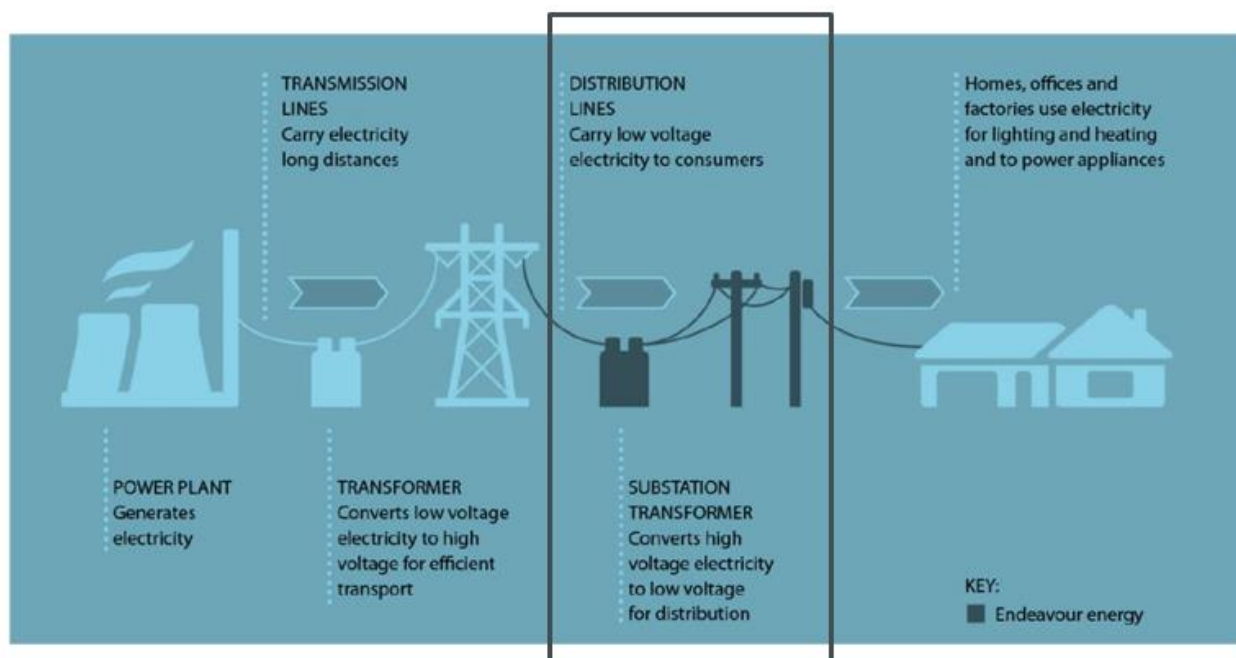 TRANSMISSION
LINES
Carry electricity
long distances
DISTRIBUTION
LINES
Carry low voltage
electricity to consumers
Homes, offices and
factories use electricity
for lighting and heating
and to power appliances
POWER PLANT
Generates
electricity
TRANSFORMER
Converts low voltage
electricity to high
voltage for efficient
transport
SUBSTATION
TRANSFORMER
Converts high
voltage electricity
to low voltage
for distribution
KEY:
Endeavour energy